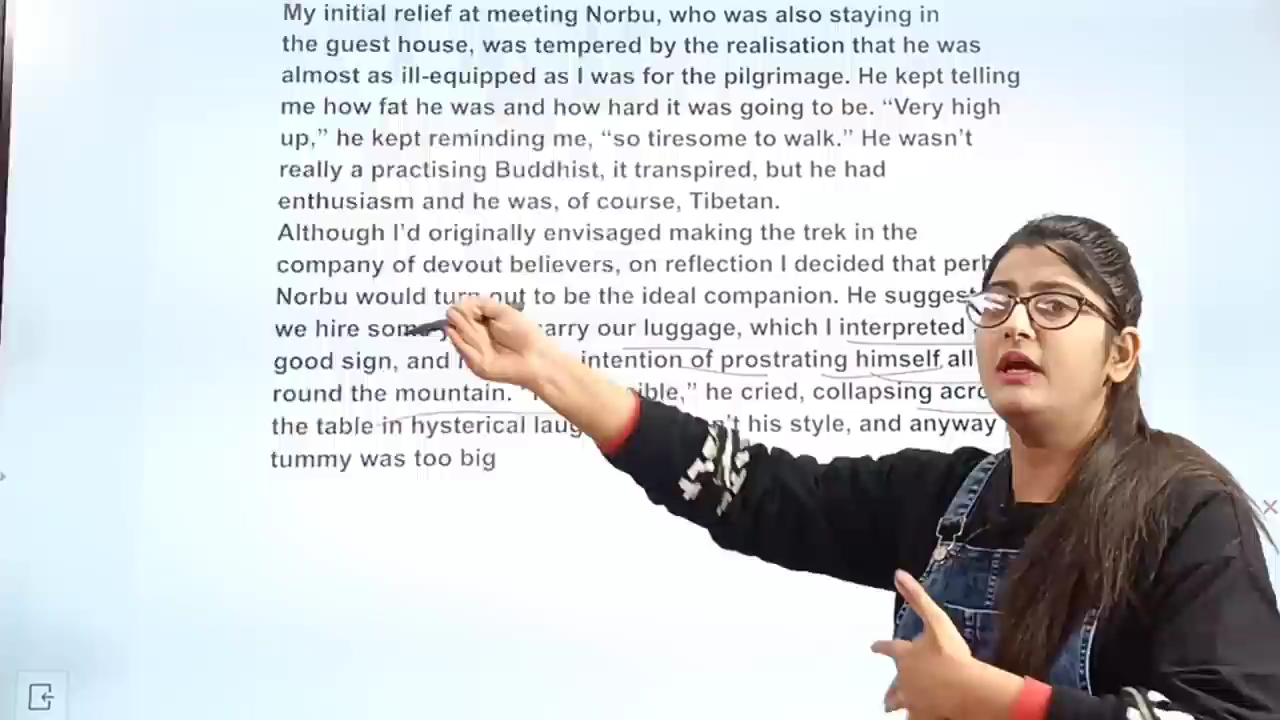 My initial relief at meeting Norbu, who was also staying in
the guest house, was tempered by the realisation that he was
almost as ill-equipped as I was for the pilgrimage. He kept telling
me how fat he was and how hard it was going to be. “Very high
up,” he kept reminding me, “so tiresome to walk.” He wasn’t
really a practising Buddhist, it transpired, but he had
enthusiasm and he was, of course, Tibetan.
Although I’d originally envisaged making the trek in the
company of devout believers, on reflection I decided that
Norbu would turn out to be the ideal companion. He
we hire carry our luggage, which I interpreted
good sign, and intention of prostrating himself all
round the mountain. he cried, collapsing
the table in hysterical his style, and anyway
tummy was too big